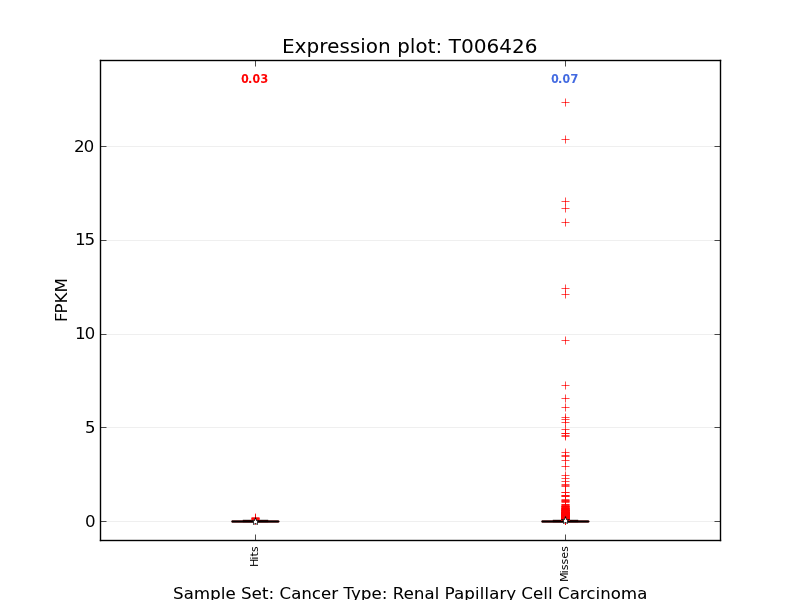 Expression plot: T006426
0.03
0.07
20
15
10
5
0
FPKM
Hits
Misses
Sample Set: Cancer Type: Renal Papillary Cell Carcinoma